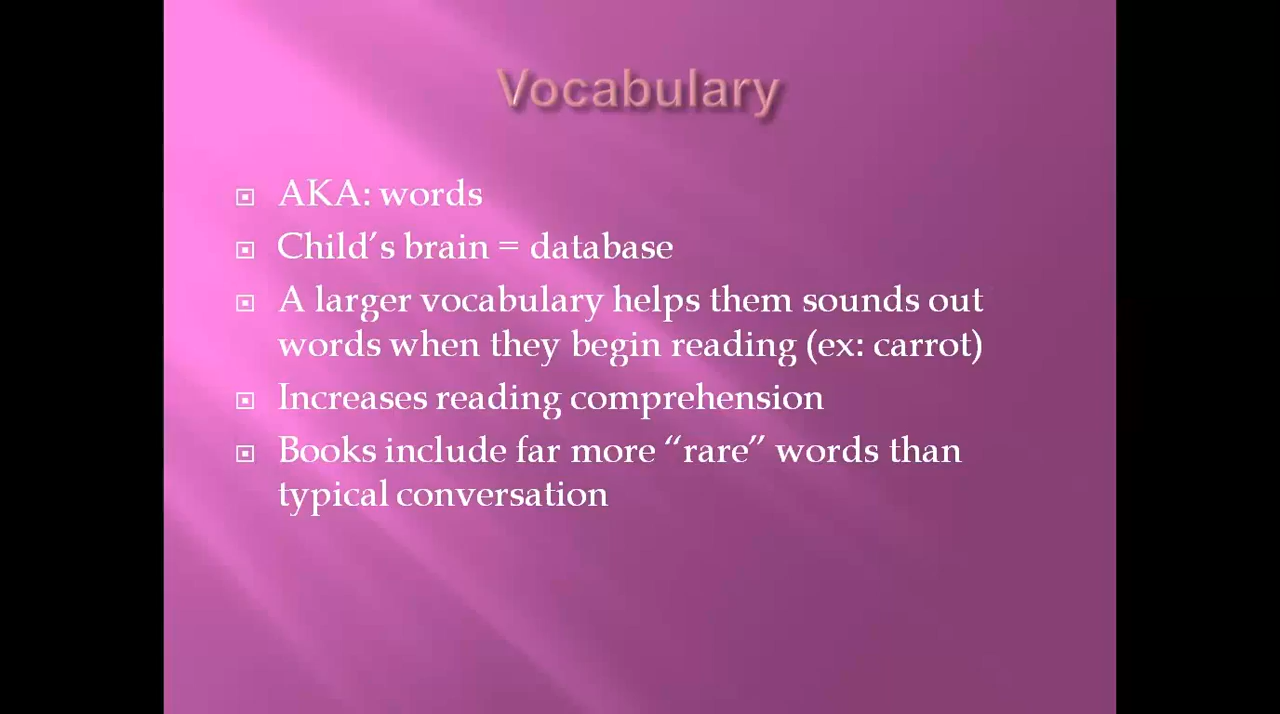 Vocabulary
AKA: words
Child’s brain = database
A larger vocabulary helps them sounds out
words when they begin reading (ex: carrot)
Increases reading comprehension
Books include far more “rare” words than
typical conversation